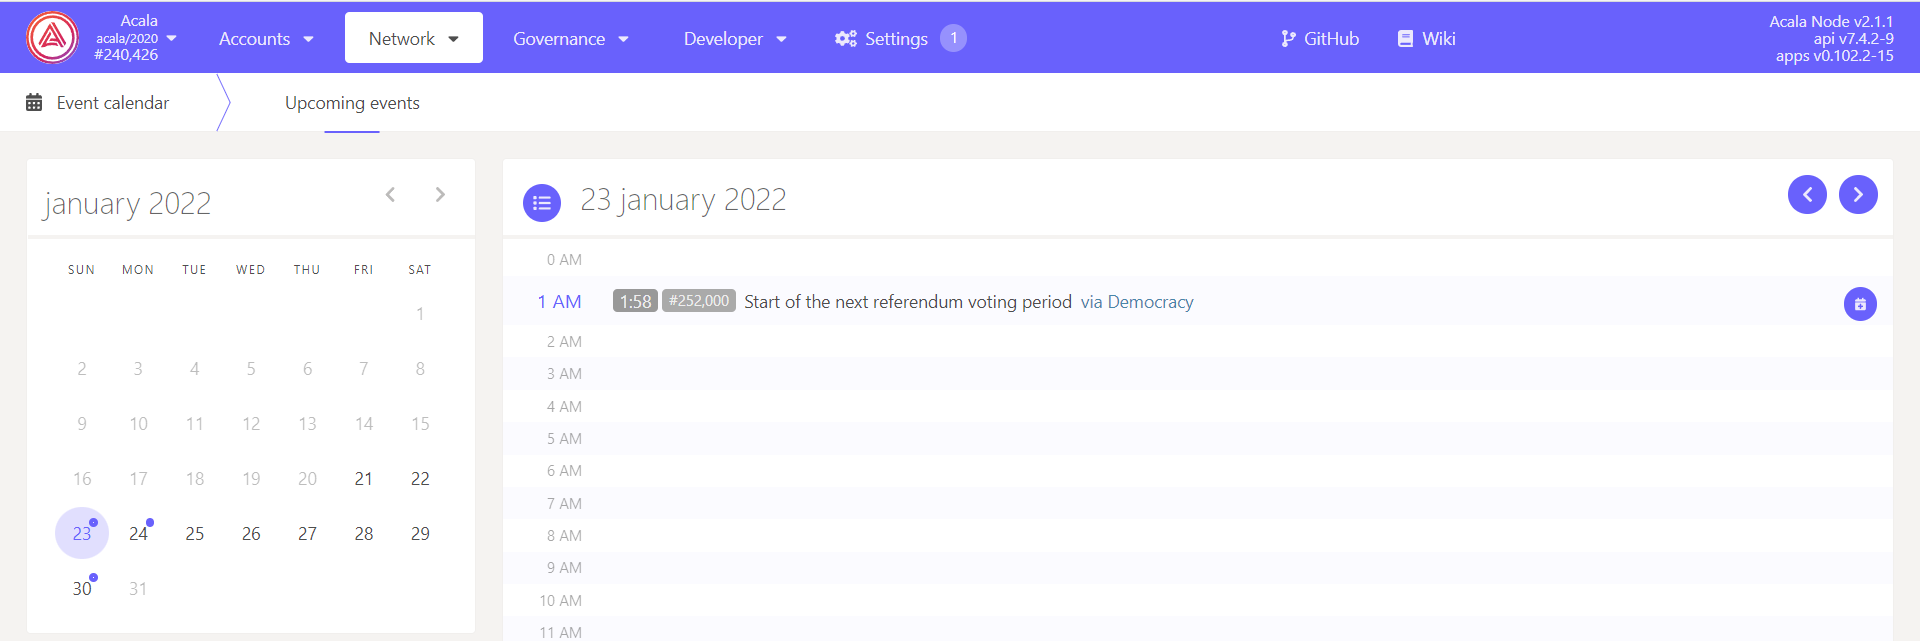 Acala
acala/2020
#240,426
Accounts
Network
Governance
Developer
Settings 1
GitHub
Wiki
Acala Node v2.1.1
api v7.4.2-9
apps v0.102.2-15
Event calendar
Upcoming events
january 2022
SUN MON TUE WED THU FRI SAT
1
2 3 4 5 6 7 8
9 10 11 12 13 14 15
16 17 18 19 20 21 22
23 24 25 26 27 28 29
30 31
23 january 2022
0 AM
1 AM 1:58 #252,000 Start of the next referendum voting period via Democracy
2 AM
3 AM
4 AM
5 AM
6 AM
7 AM
8 AM
9 AM
10 AM
11 AM